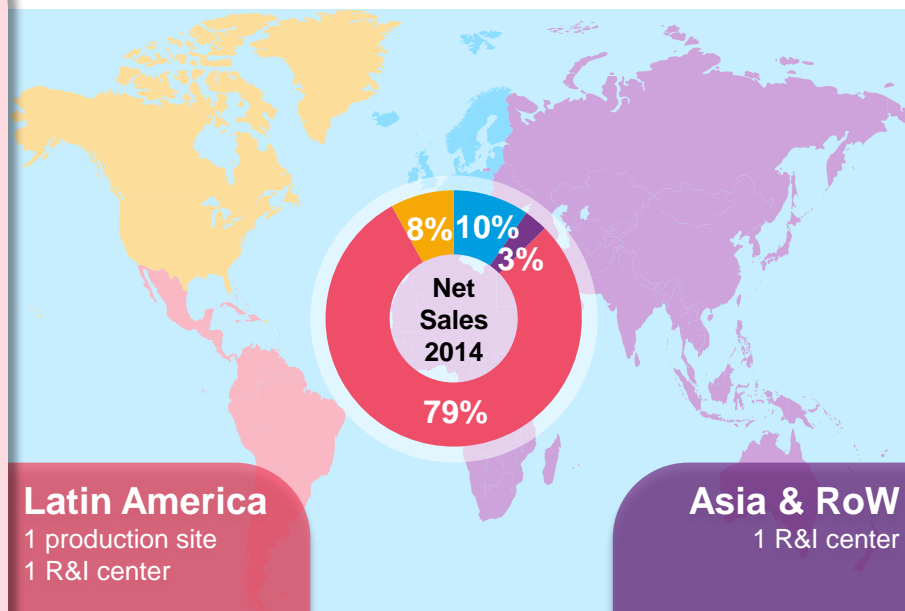 8%
10%
3%
Net
Sales
2014
79%
Latin America
1 production site
1 R&I center
Asia & RoW
1 R&I center